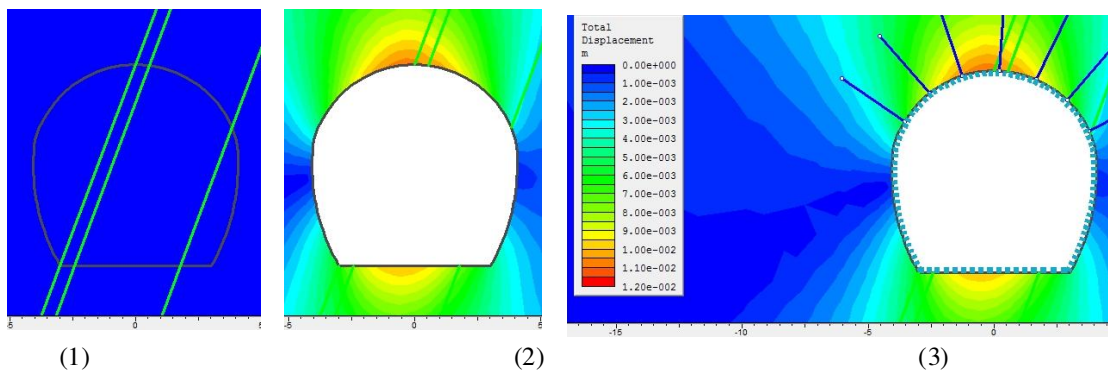 Total
Displacement
m
0.00e+000
1.00e-003
2.00e-003
3.00e-003
4.00e-003
5.00e-003
6.00e-003
7.00e-003
8.00e-003
9.00e-003
1.00e-002
1.10e-002
1.20e-002
-5 0 5
-5 0 5
-15 -10 -5 0
(1) (2) (3)